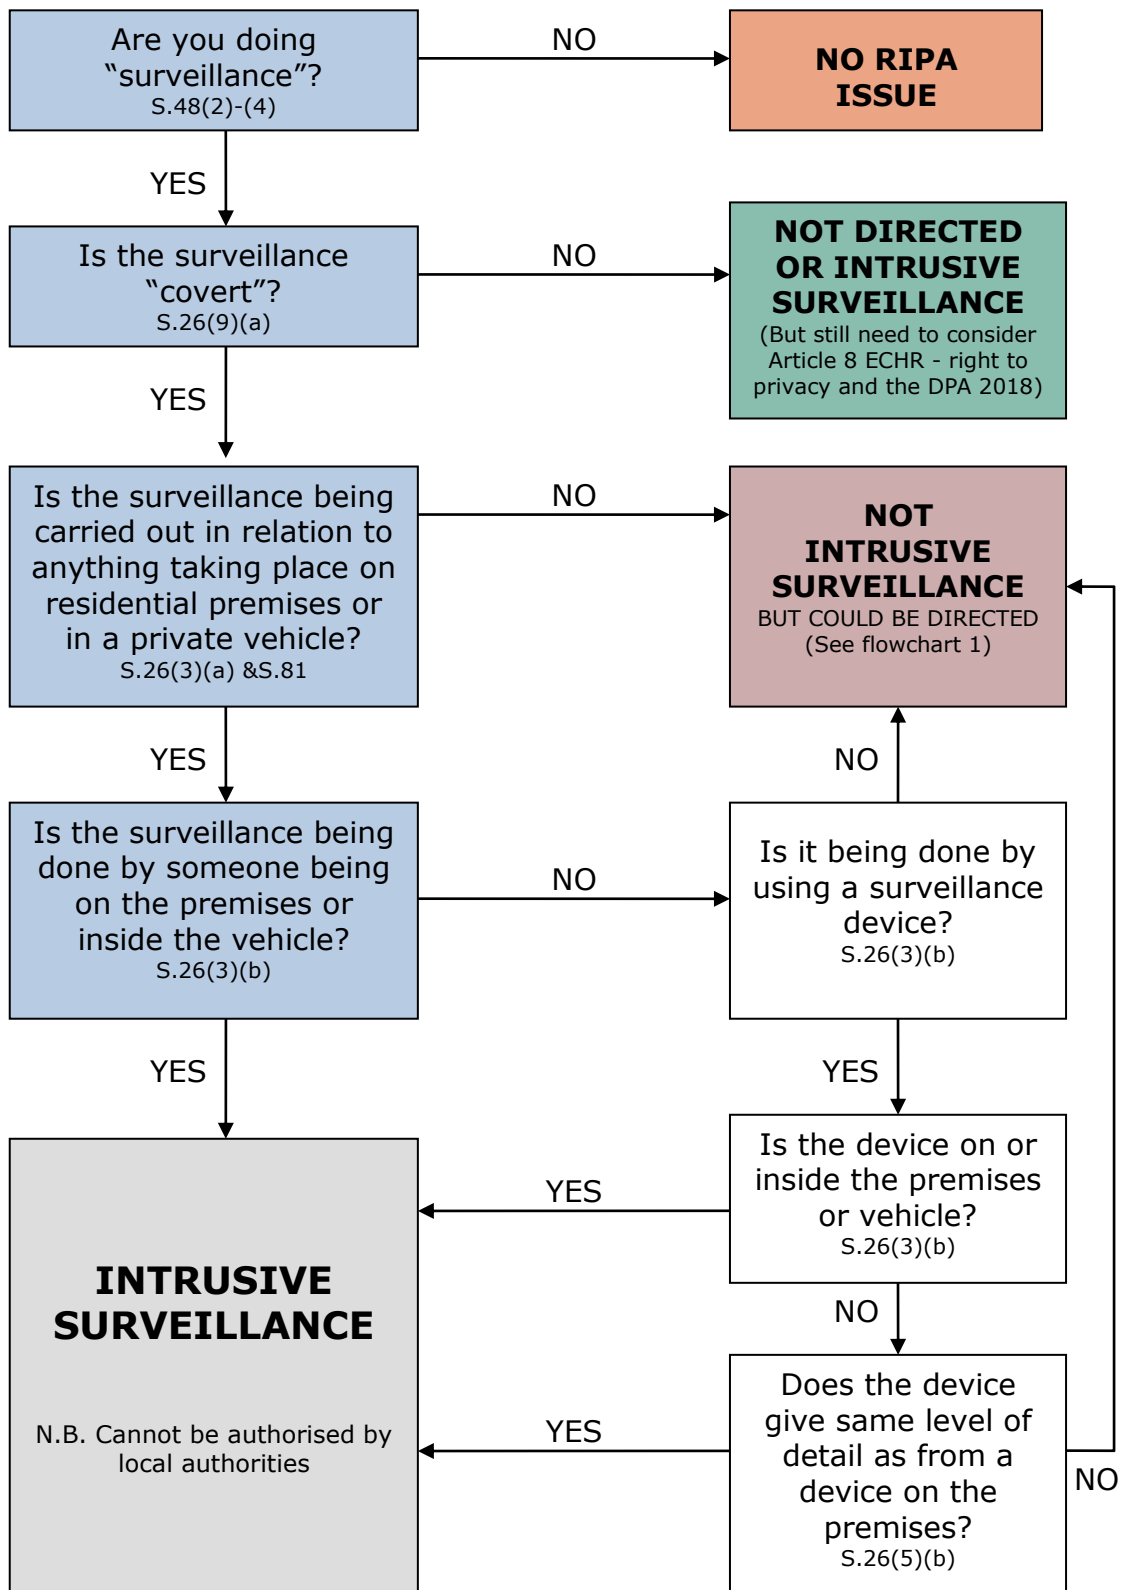 Are you doing
“surveillance”?
S.48(2)-(4)
NO
NO RIPA
ISSUE
YES
Is the surveillance
“covert”?
S.26(9)(a)
NO
NOT DIRECTED
OR INTRUSIVE
SURVEILLANCE
(But still need to consider
Article 8 ECHR - right to
privacy and the DPA 2018)
YES
Is the surveillance being
carried out in relation to
anything taking place on
residential premises or
in a private vehicle?
S.26(3)(a) &S.81
NO
NOT
INTRUSIVE
SURVEILLANCE
BUT COULD BE DIRECTED
(See flowchart 1)
YES
NO
Is the surveillance being
done by someone being
on the premises or
inside the vehicle?
S.26(3)(b)
NO
Is it being done by
using a surveillance
device?
S.26(3)(b)
YES
YES
INTRUSIVE
SURVEILLANCE
N.B. Cannot be authorised by
local authorities
YES
Is the device on or
inside the premises
or vehicle?
S.26(3)(b)
NO
YES
Does the device
give same level of
detail as from a
device on the
premises?
S.26(5)(b)
NO